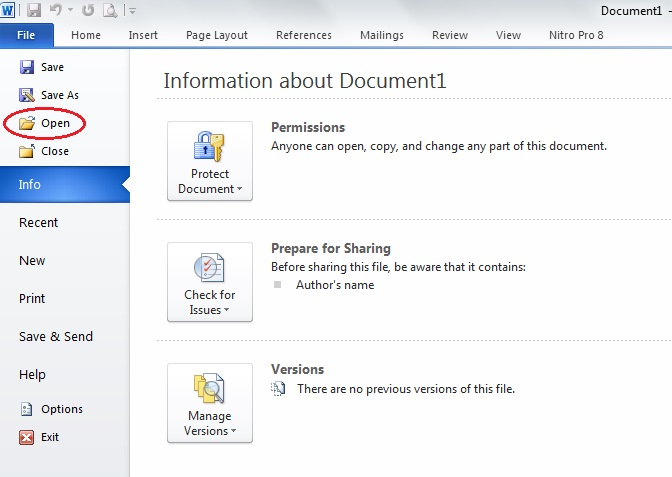 W
Document1 -
File Home Insert Page Layout References Mailings Review View Nitro Pro 8
Save
Save As
Open
Close
Info
Recent
New
Print
Save & Send
Help
Options
Exit
Information about Document1
Protect
Document
Permissions
Anyone can open, copy, and change any part of this document.
Check for
Issues
Prepare for Sharing
Before sharing this file, be aware that it contains:
Author's name
Manage
Versions
Versions
There are no previous versions of this file.